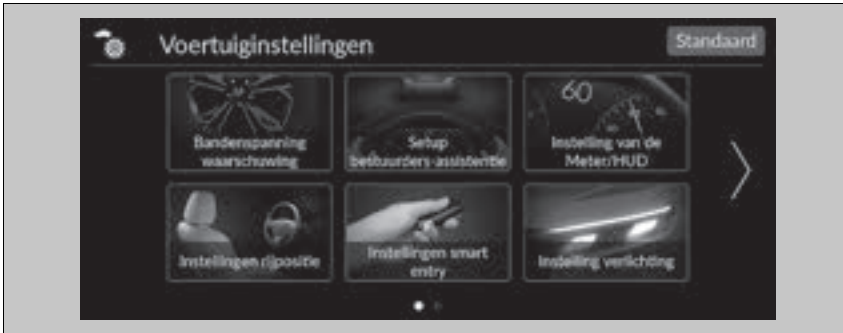 Voertuiginstellingen
Standaard
Bandenspanning
waarschuwing
Setup
bestuurders-assistentie
60
Instelling van de
Meter/HUD
Instellingen rijpositie
Instellingen smart
entry
Instelling verlichting